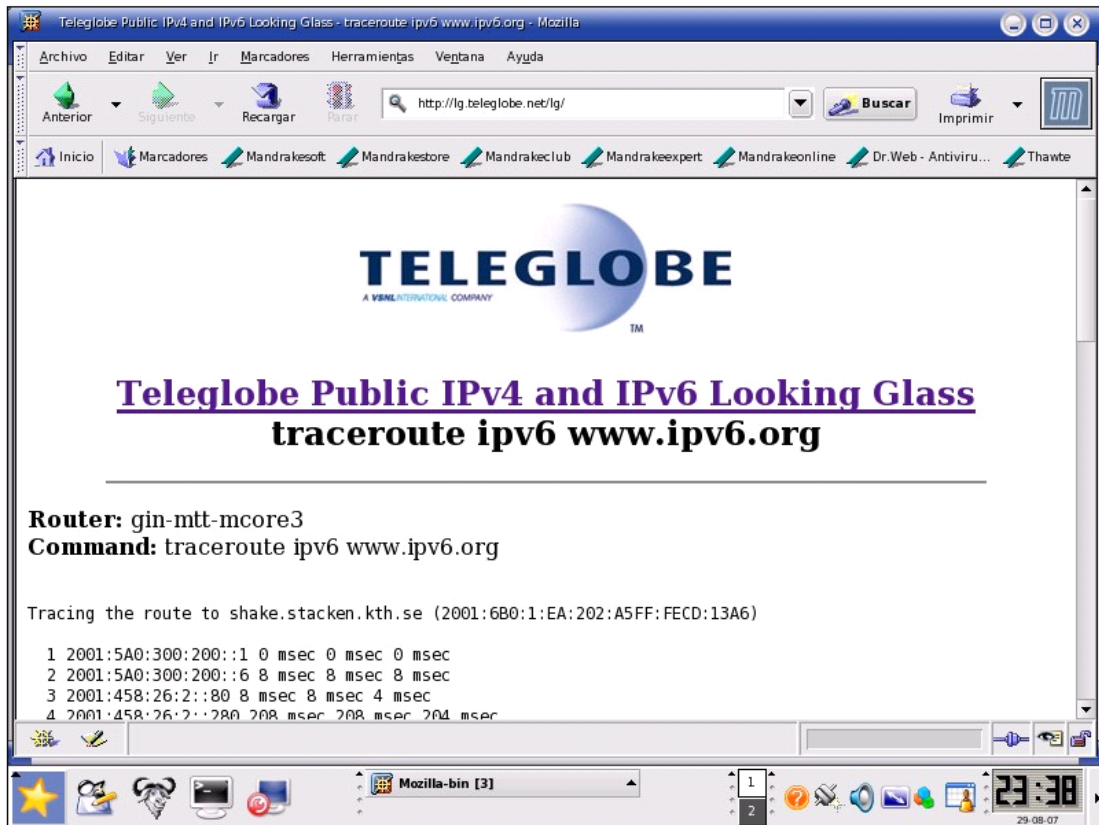 Teleglobe Public IPv4 and IPv6 Looking Glass - traceroute ipv6 www.ipv6.org - Mozilla
Archivo Editar Ver Ir Marcadores Herramientas Ventana Ayuda
Anterior Siguiente Recargar Parar http://lg.teleglobe.net/lg/ Buscar Imprimir
Inicio Marcadores Mandrakesoft Mandrakestore Mandrakeclub Mandrakeexpert Mandrakeonline Dr.Web - Antiviru... Thawte
TELEGLOBE
A VSNL INTERNATIONAL COMPANY
TM
Teleglobe Public IPv4 and IPv6 Looking Glass
traceroute ipv6 www.ipv6.org
Router: gin-mtt-mcore3
Command: traceroute ipv6 www.ipv6.org
Tracing the route to shake.stacken.kth.se (2001:6B0:1:EA:202:A5FF:FECD:13A6)
1 2001:5A0:300:200::1 0 msec 0 msec 0 msec
2 2001:5A0:300:200::6 8 msec 8 msec 8 msec
3 2001:458:26:2::80 8 msec 8 msec 4 msec
4 2001:458:26:2::280 208 msec 208 msec 204 msec
Mozilla-bin [3]
1
2
23:38
29-08-07